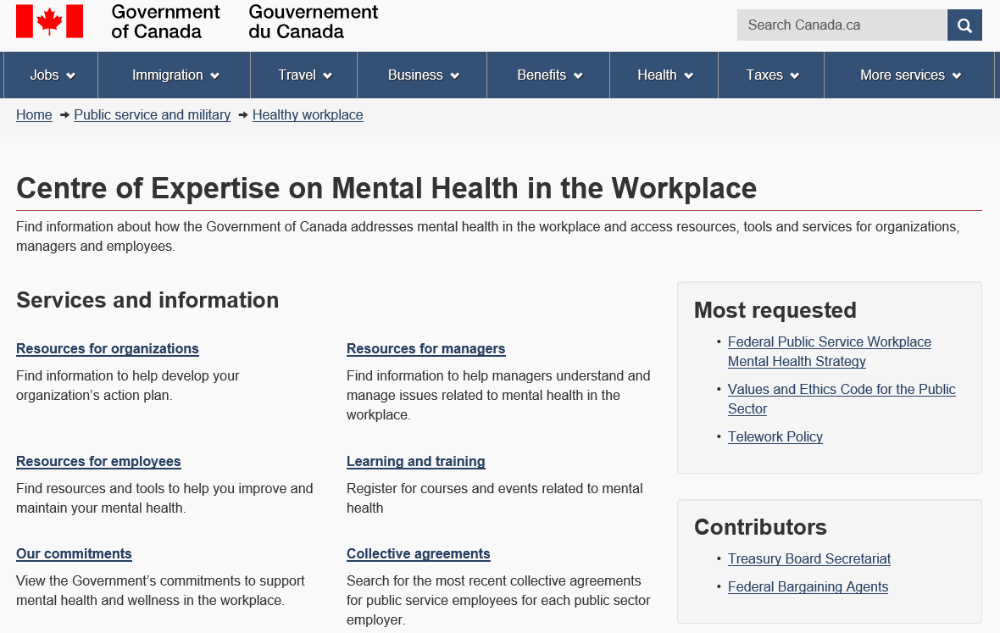 Government of Canada
Gouvernement du Canada
Search Canada.ca
Jobs
Immigration
Travel
Business
Benefits
Health
Taxes
More services
Home
Public service and military
Healthy workplace
Centre of Expertise on Mental Health in the Workplace
Find information about how the Government of Canada addresses mental health in the workplace and access resources, tools and services for organizations,
managers and employees.
Services and information
Resources for organizations
Find information to help develop your
organization’s action plan.
Resources for managers
Find information to help managers understand and
manage issues related to mental health in the
workplace.
Resources for employees
Find resources and tools to help you improve and
maintain your mental health.
Learning and training
Register for courses and events related to mental
health
Our commitments
View the Government’s commitments to support
mental health and wellness in the workplace.
Collective agreements
Search for the most recent collective agreements
for public service employees for each public sector
employer.
Most requested
• Federal Public Service Workplace
Mental Health Strategy
• Values and Ethics Code for the Public
Sector
• Telework Policy
Contributors
• Treasury Board Secretariat
• Federal Bargaining Agents